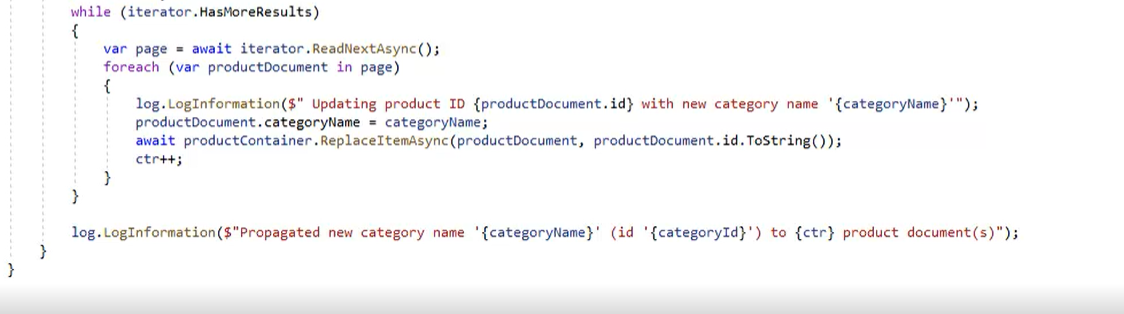 while (iterator.HasMoreResults)
{
var page = await iterator.ReadNextAsync();
foreach (var productDocument in page)
{
log.LogInformation($" Updating product ID {productDocument.id} with new category name '{categoryName}'");
productDocument.categoryName = categoryName;
await productContainer.ReplaceItemAsync(productDocument, productDocument.id.ToString());
ctr++;
}
}
log.LogInformation($"Propagated new category name '{categoryName}' (id '{categoryId}') to {ctr} product document(s)");
}
}